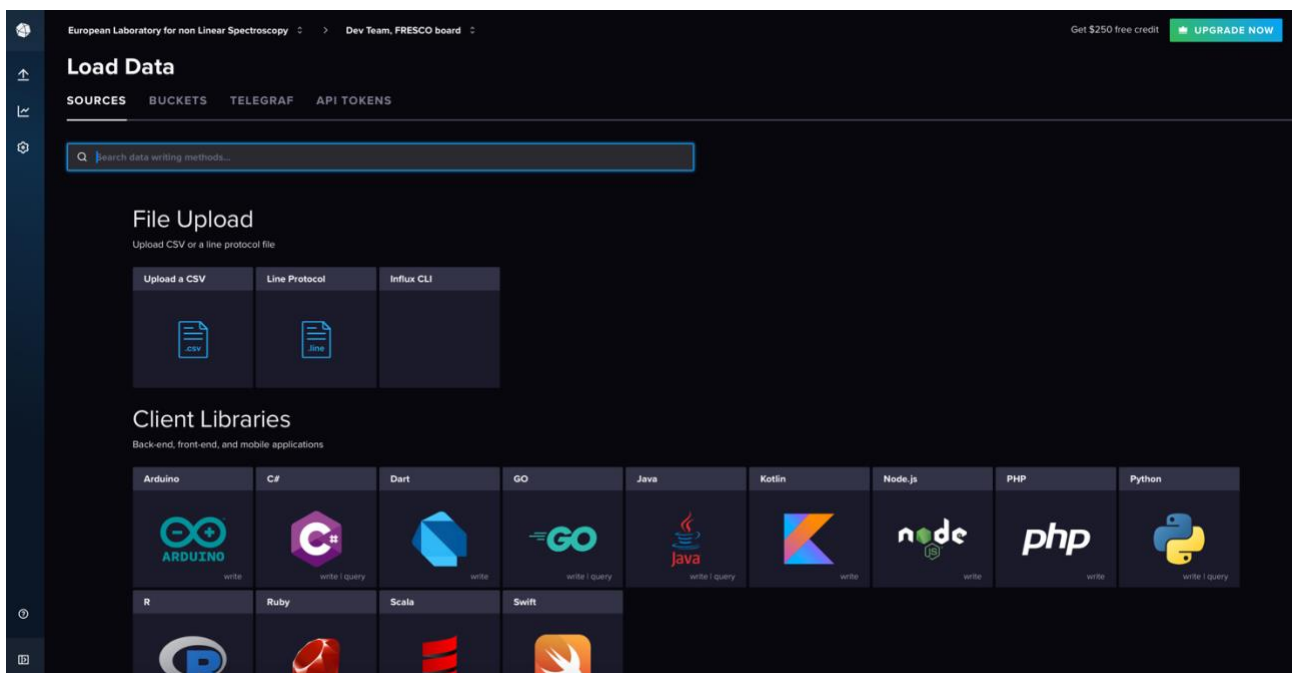 European Laboratory for non Linear Spectroscopy > Dev Team, FRESCO board Get $250 free credit UPGRADE NOW
Load Data
SOURCES BUCKETS TELEGRAF API TOKENS
Search data writing methods...
File Upload
Upload CSV or a line protocol file
Upload a CSV Line Protocol Influx CLI
.csv .line
Client Libraries
Back-end, front-end, and mobile applications
Arduino C# Dart GO Java Kotlin Node.js PHP Python
C# GO node php
ARDUINO JS Java
write write | query write write | query write | query write write write write | query
R Ruby Scala Swift
R